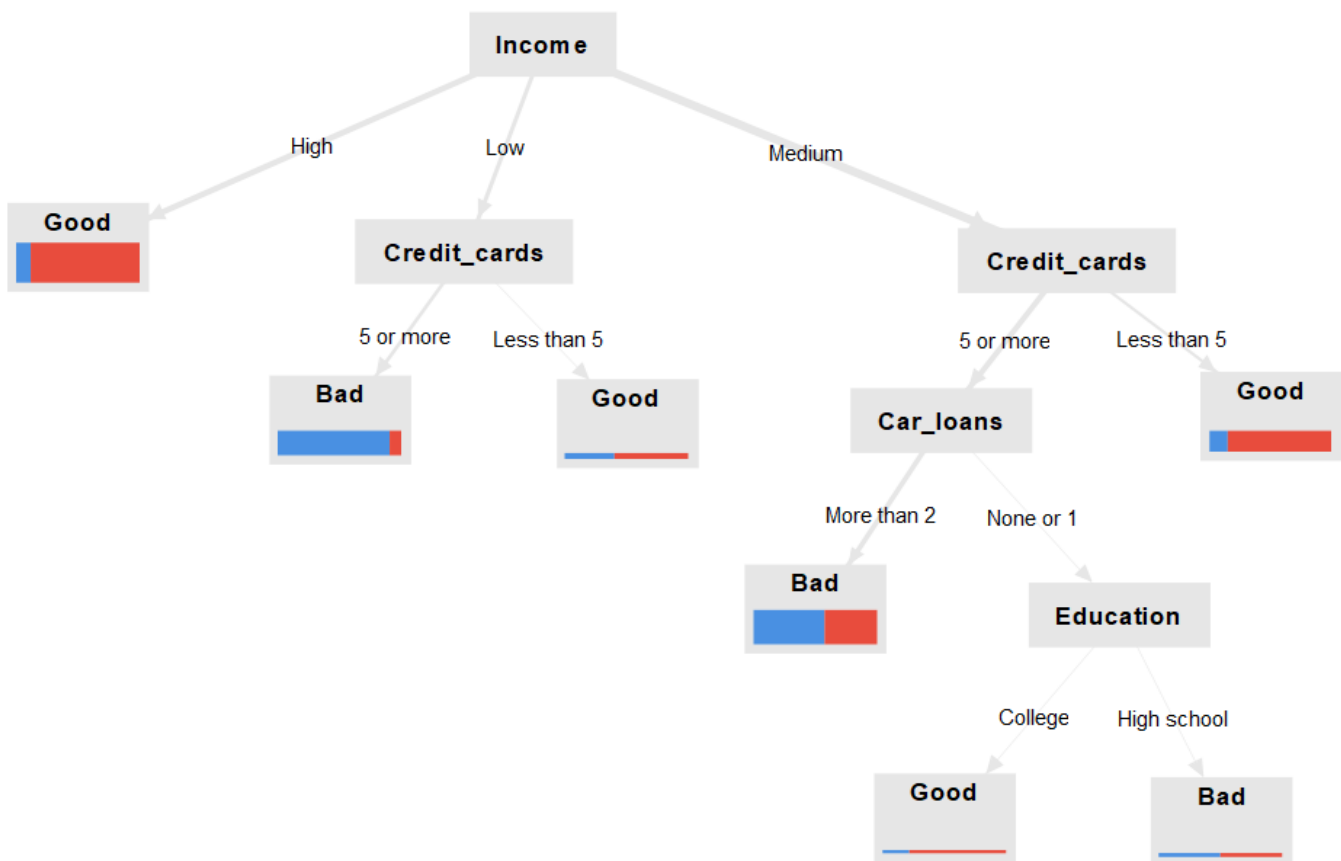 Income
High
Low
Medium
Good
Credit_cards
Credit_cards
5 or more
Less than 5
5 or more
Less than 5
Bad
Good
Car_loans
Good
More than 2
None or 1
Bad
Education
College
High school
Good
Bad